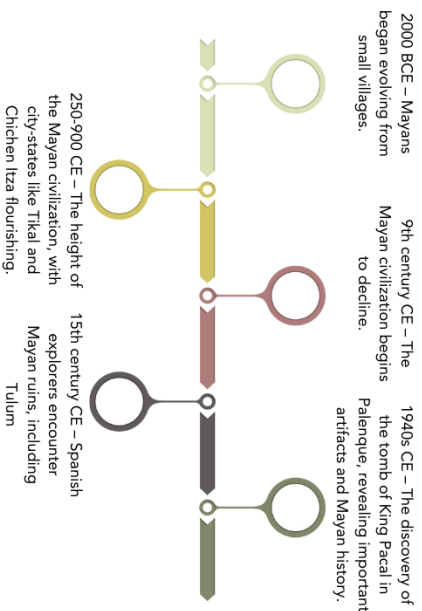 2000 BCE – Mayans
began evolving from
small villages.
250-900 CE – The height of
the Mayan civilization, with
city-states like Tikal and
Chichen Itza flourishing.
9th century CE – The
Mayan civilization begins
to decline.
15th century CE – Spanish
explorers encounter
Mayan ruins, including
Tulum
1940s CE – The discovery of
the tomb of King Pacal in
Palenque, revealing important
artifacts and Mayan history.